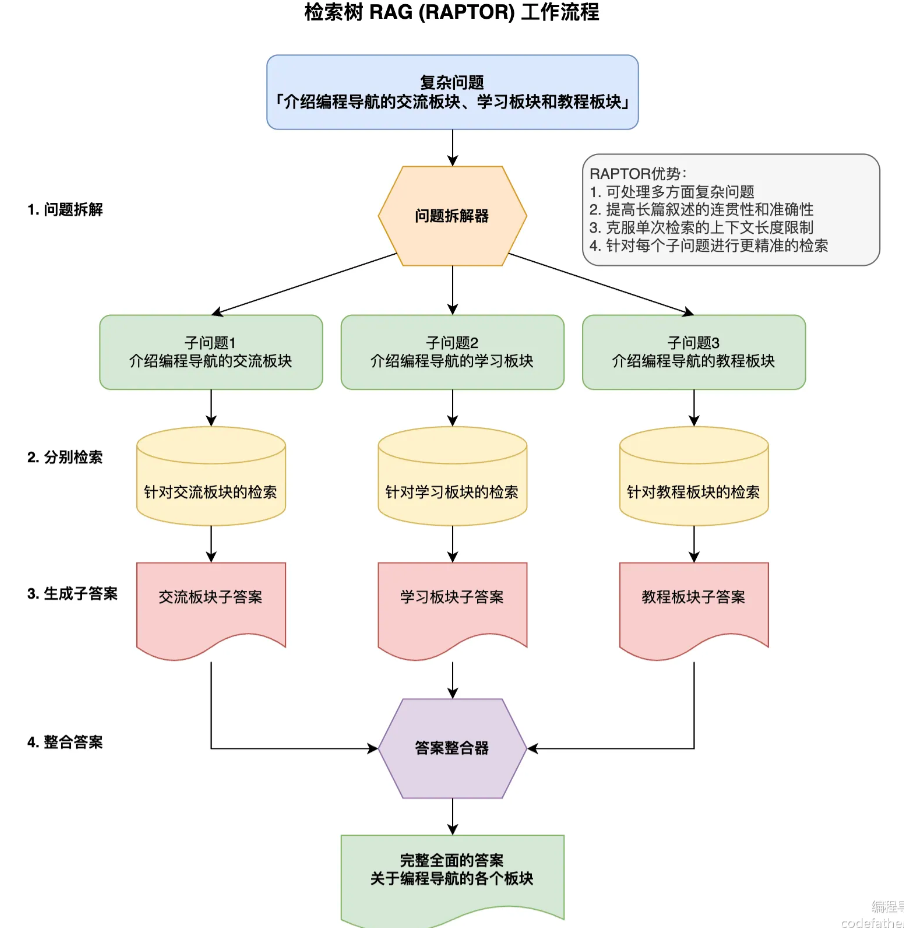 检索树 RAG (RAPTOR) 工作流程
复杂问题
「介绍编程导航的交流板块、学习板块和教程板块」
1. 问题拆解
问题拆解器
RAPTOR优势：
1. 可处理多方面复杂问题
2. 提高长篇叙述的连贯性和准确性
3. 克服单次检索的上下文长度限制
4. 针对每个子问题进行更精准的检索
子问题1
介绍编程导航的交流板块
子问题2
介绍编程导航的学习板块
子问题3
介绍编程导航的教程板块
2. 分别检索
针对交流板块的检索
针对学习板块的检索
针对教程板块的检索
3. 生成子答案
交流板块子答案
学习板块子答案
教程板块子答案
4. 整合答案
答案整合器
完整全面的答案
关于编程导航的各个板块
编程导
codefathe